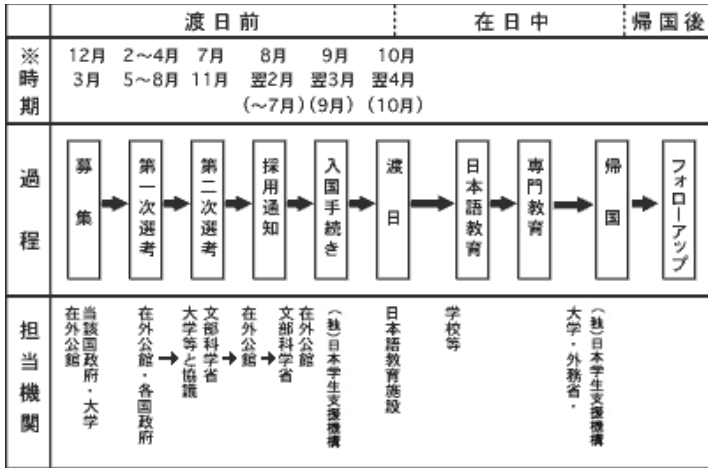 渡日前
在日中
帰国後
※時期
12月 2～4月 7月 8月 9月 10月
3月 5～8月 11月 翌2月 翌3月 翌4月
(～7月) (9月) (10月)
過程
募集
第一次選考
第二次選考
採用通知
入国手続き
渡日
日本語教育
専門教育
帰国
フォローアップ
担当機関
当該国政府・大学
在外公館
在外公館・各国政府
文部科学省
大学等と協議
在外公館
在外公館
文部科学省
(独)日本学生支援機構
日本語教育施設
学校等
(独)日本学生支援機構
大学・外務省・